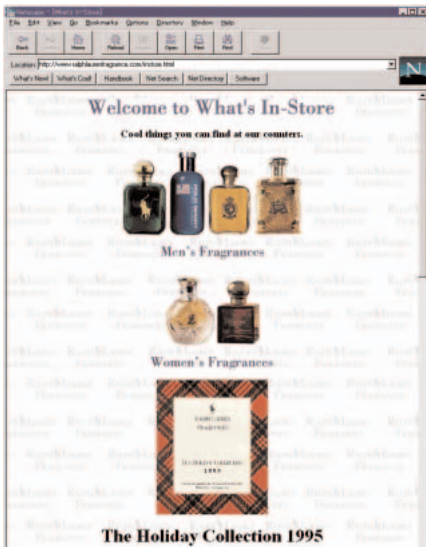 Netscape - [What's In-Store]
File Edit View Go Bookmarks Options Directory Window Help
Back Home Reload Open Print Find
Location: http://www.ralphlaurenfragrance.com/instore.html
What's New! What's Cool! Handbook Net Search Net Directory Software
N
Welcome to What's In-Store
Cool things you can find at our counters.
Men's Fragrances
Women's Fragrances
RALPH LAUREN
FRAGRANCES
1995
The Holiday Collection 1995